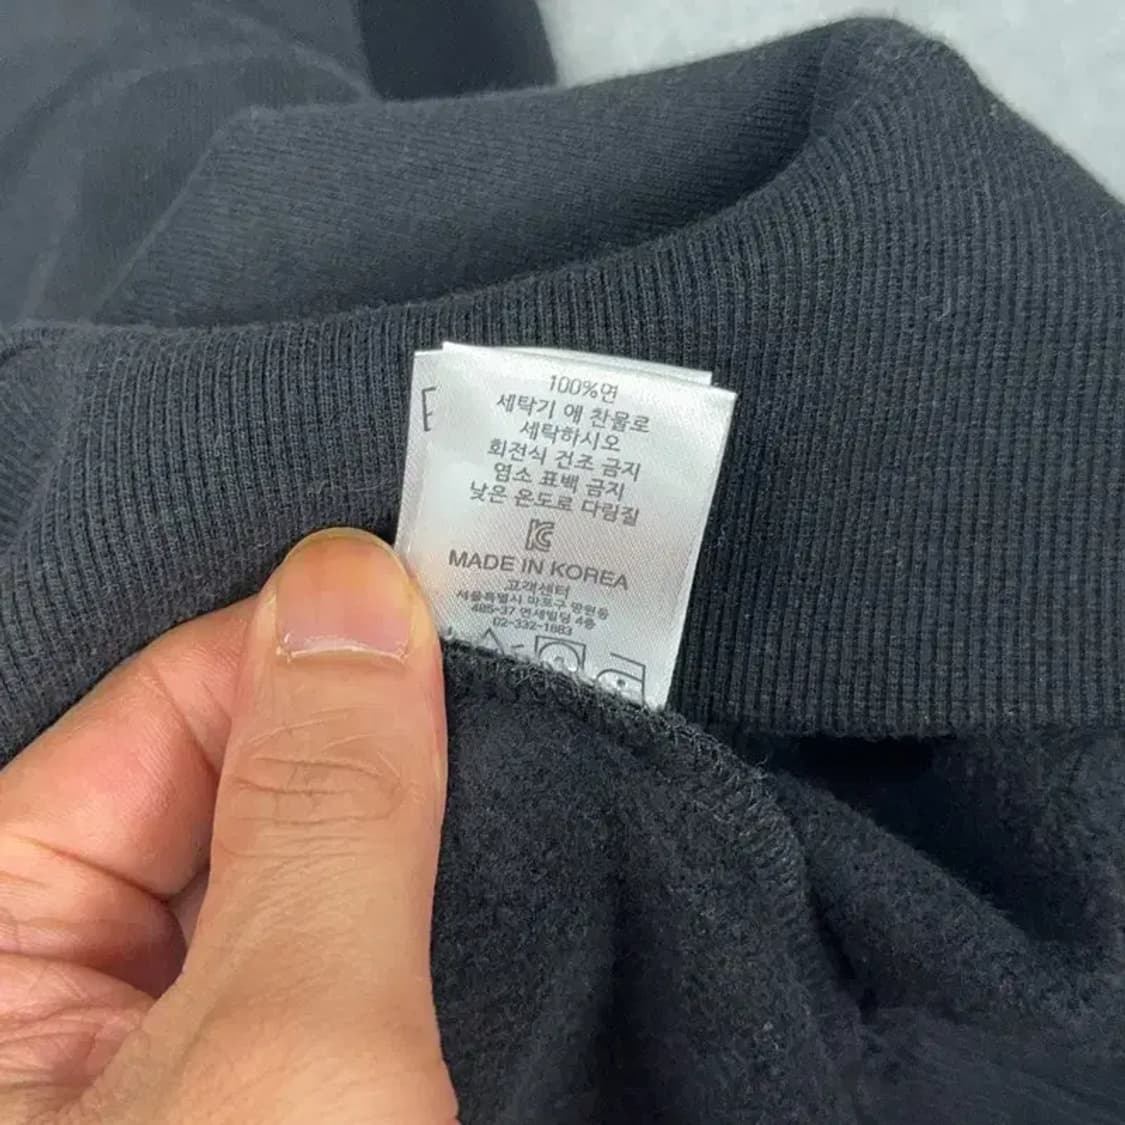 E
100%면
세탁기 에 찬물로
세탁하시오
회전식 건조 금지
염소 표백 금지
낮은 온도로 다림질
KC
MADE IN KOREA
고객센터
서울특별시 마포구 망원동
485-37 연세빌딩 4층
02-332-1883